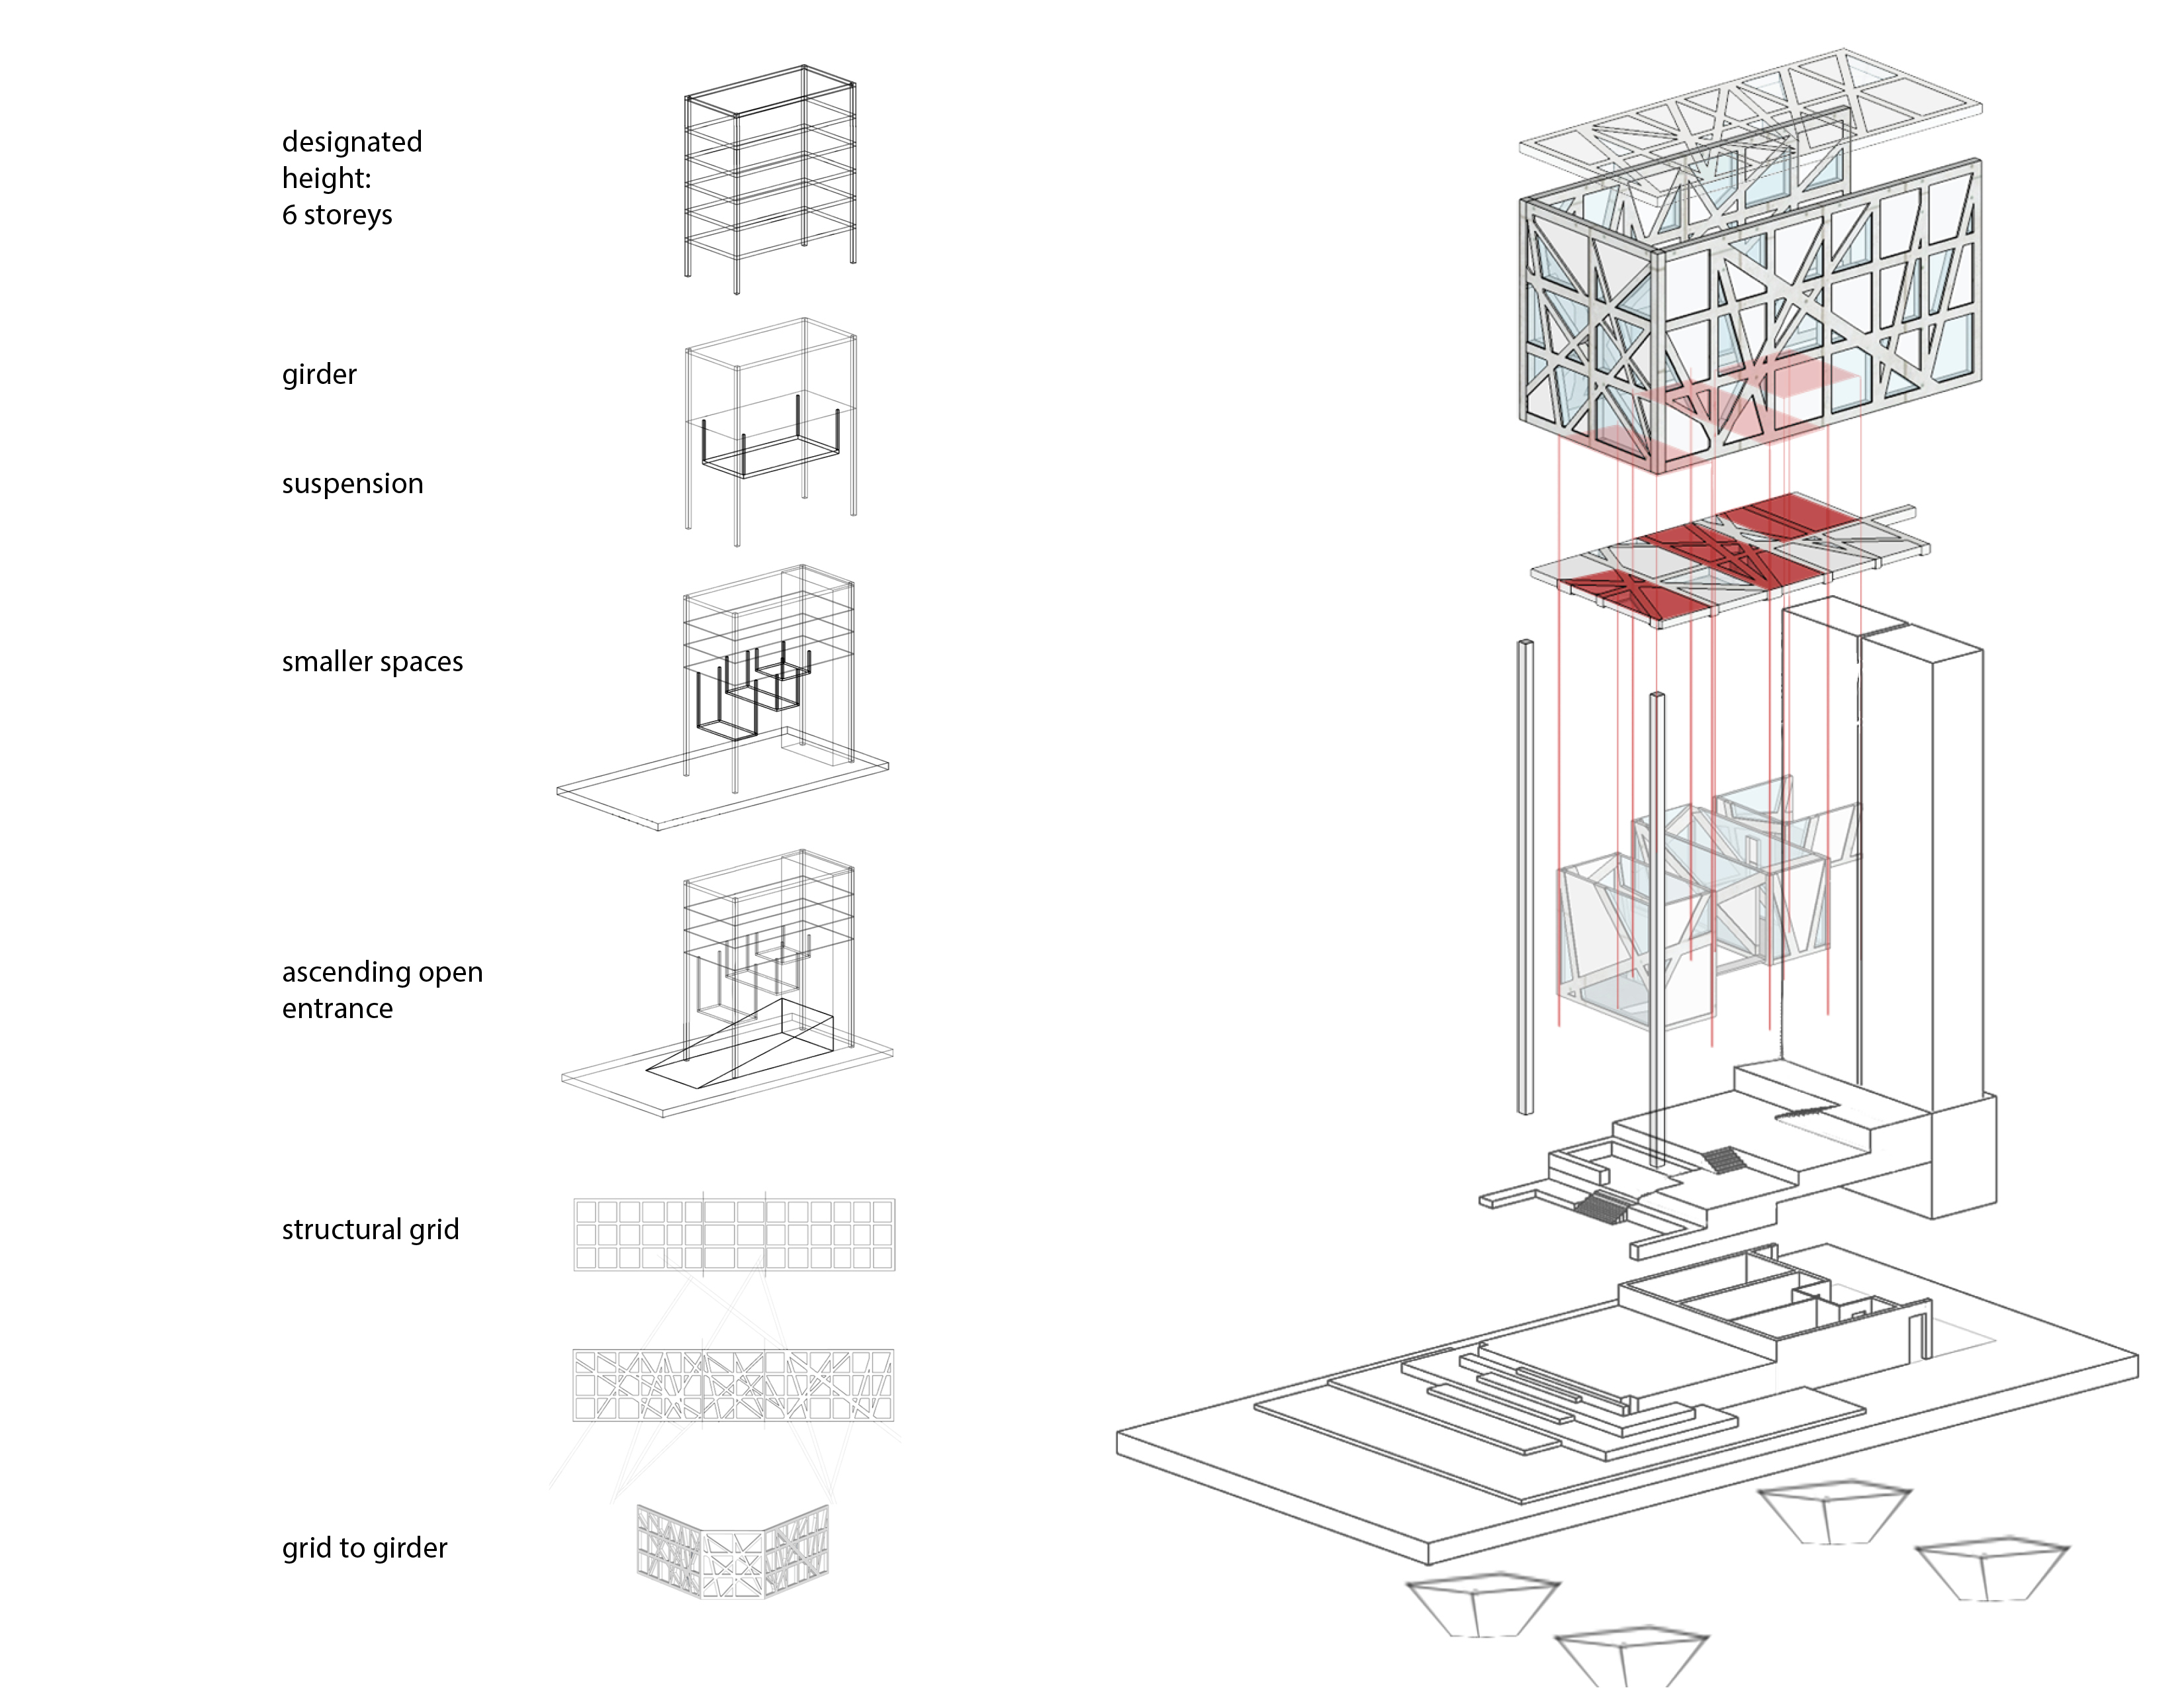 designated
height:
6 storeys
girder
suspension
smaller spaces
ascending open
entrance
structural grid
grid to girder